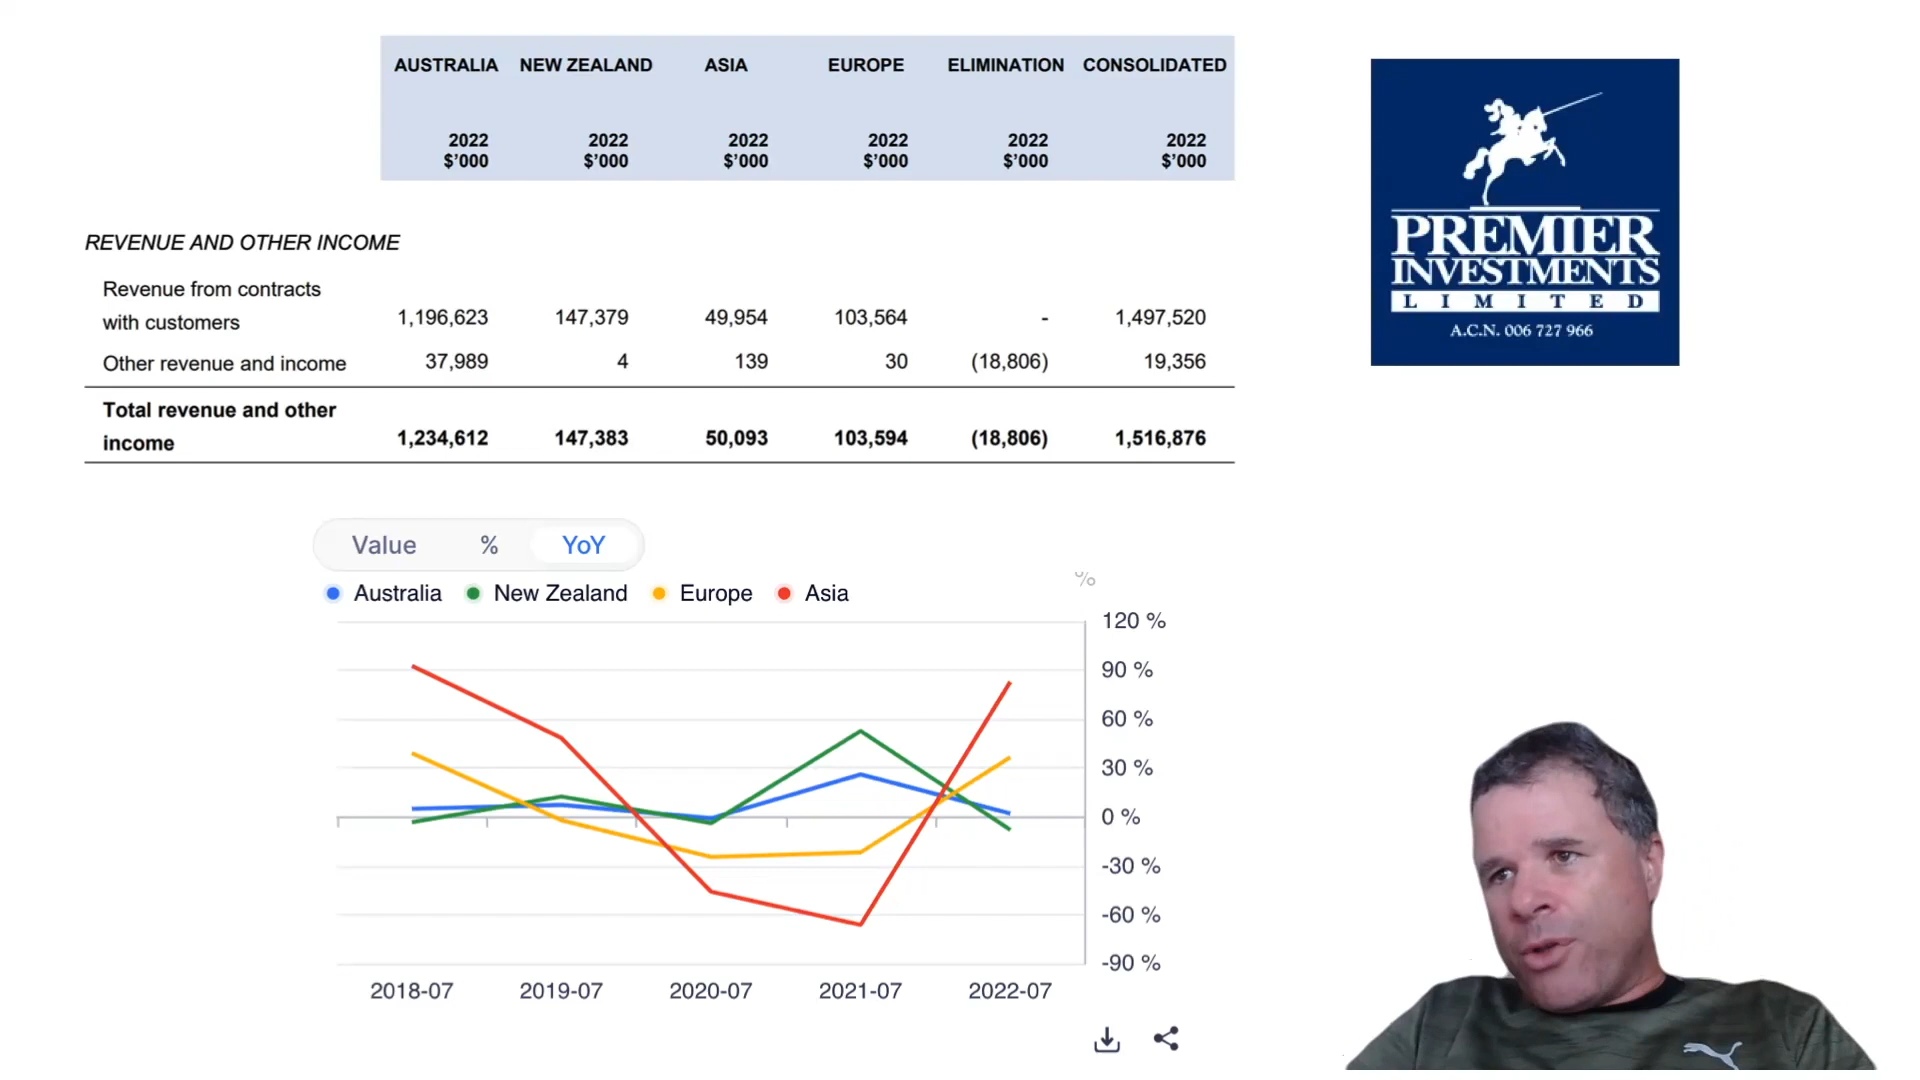 AUSTRALIA NEW ZEALAND ASIA EUROPE ELIMINATION CONSOLIDATED
2022 2022 2022 2022 2022 2022
$’000 $’000 $’000 $’000 $’000 $’000
REVENUE AND OTHER INCOME
Revenue from contracts
with customers 1,196,623 147,379 49,954 103,564 - 1,497,520
Other revenue and income 37,989 4 139 30 (18,806) 19,356
Total revenue and other
income 1,234,612 147,383 50,093 103,594 (18,806) 1,516,876
PREMIER
INVESTMENTS
LIMITED
A.C.N. 006 727 966
Value % YoY
Australia New Zealand Europe Asia
%
120 %
90 %
60 %
30 %
0 %
-30 %
-60 %
-90 %
2018-07 2019-07 2020-07 2021-07 2022-07